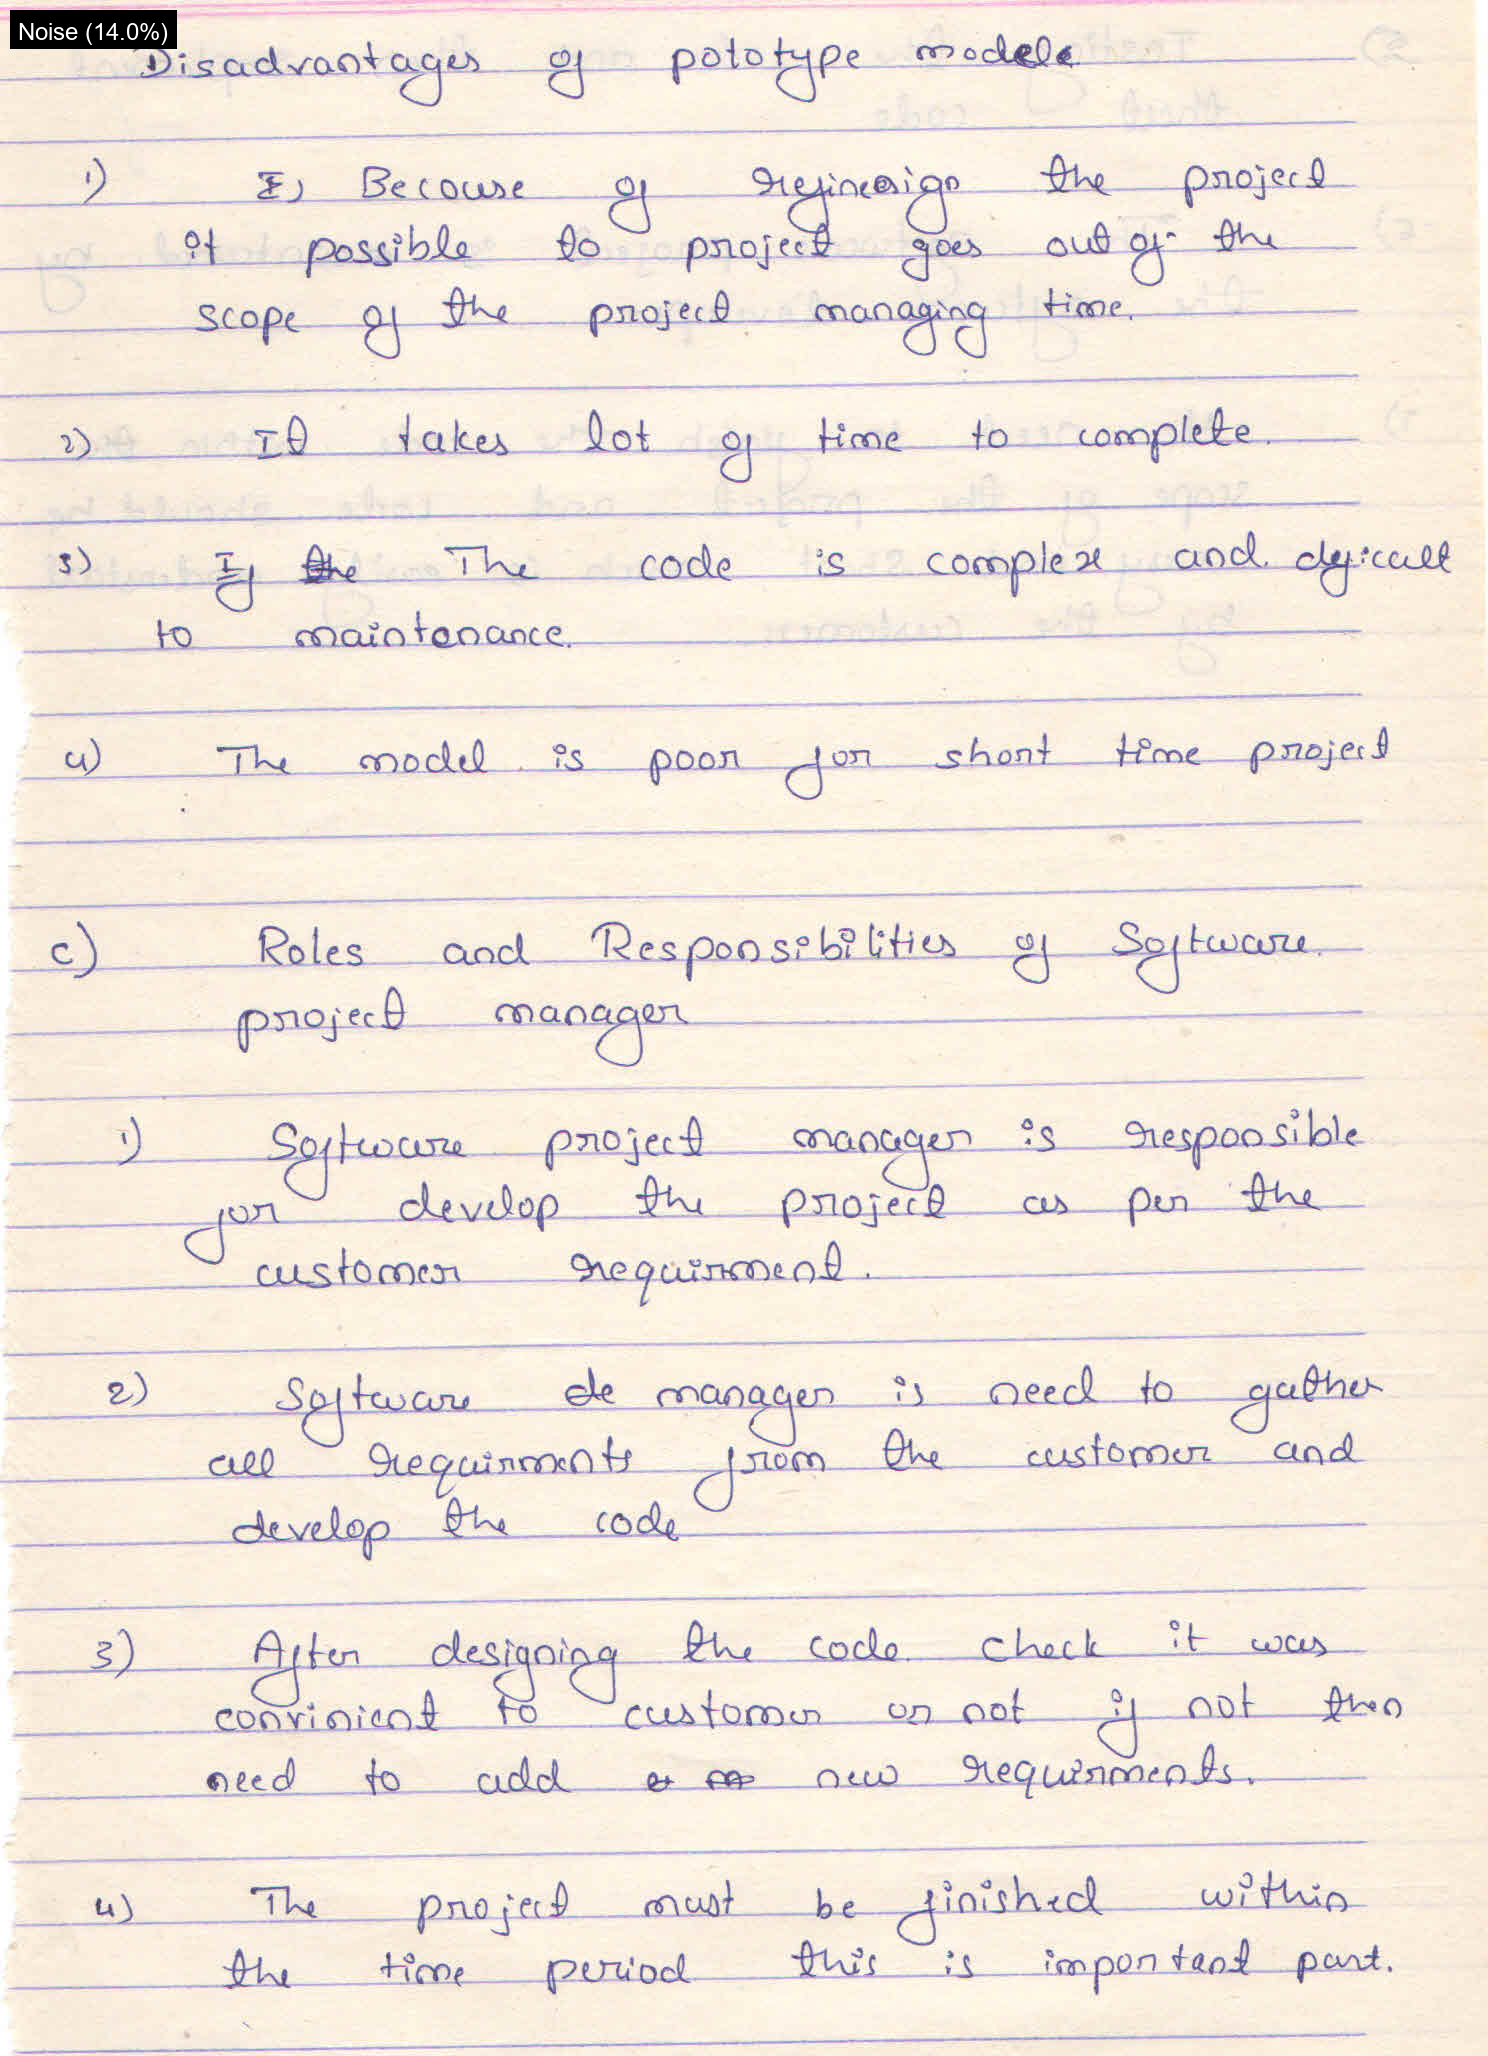 Noise (14.0%)
Disadvantages of pototype models
1) Becouse of the project
it possible to project goes out of the
scope of the project managing time.
2) It takes lot of time to complete.
3) If the The code is complex and dificult
to maintenance.
4) The model is poor for short time project
c) Roles and Responsibilities of Software
project manager
1) Software project manager is responsible
for develop the project as per the
customer requirment.
2) Software de manager is need to gather
all requirments from the customer and
develop the code
3) After designing the code check it was
convinient to customer or not if not then
need to add new requirments.
4) The project must be finished within
the time period this is important part.